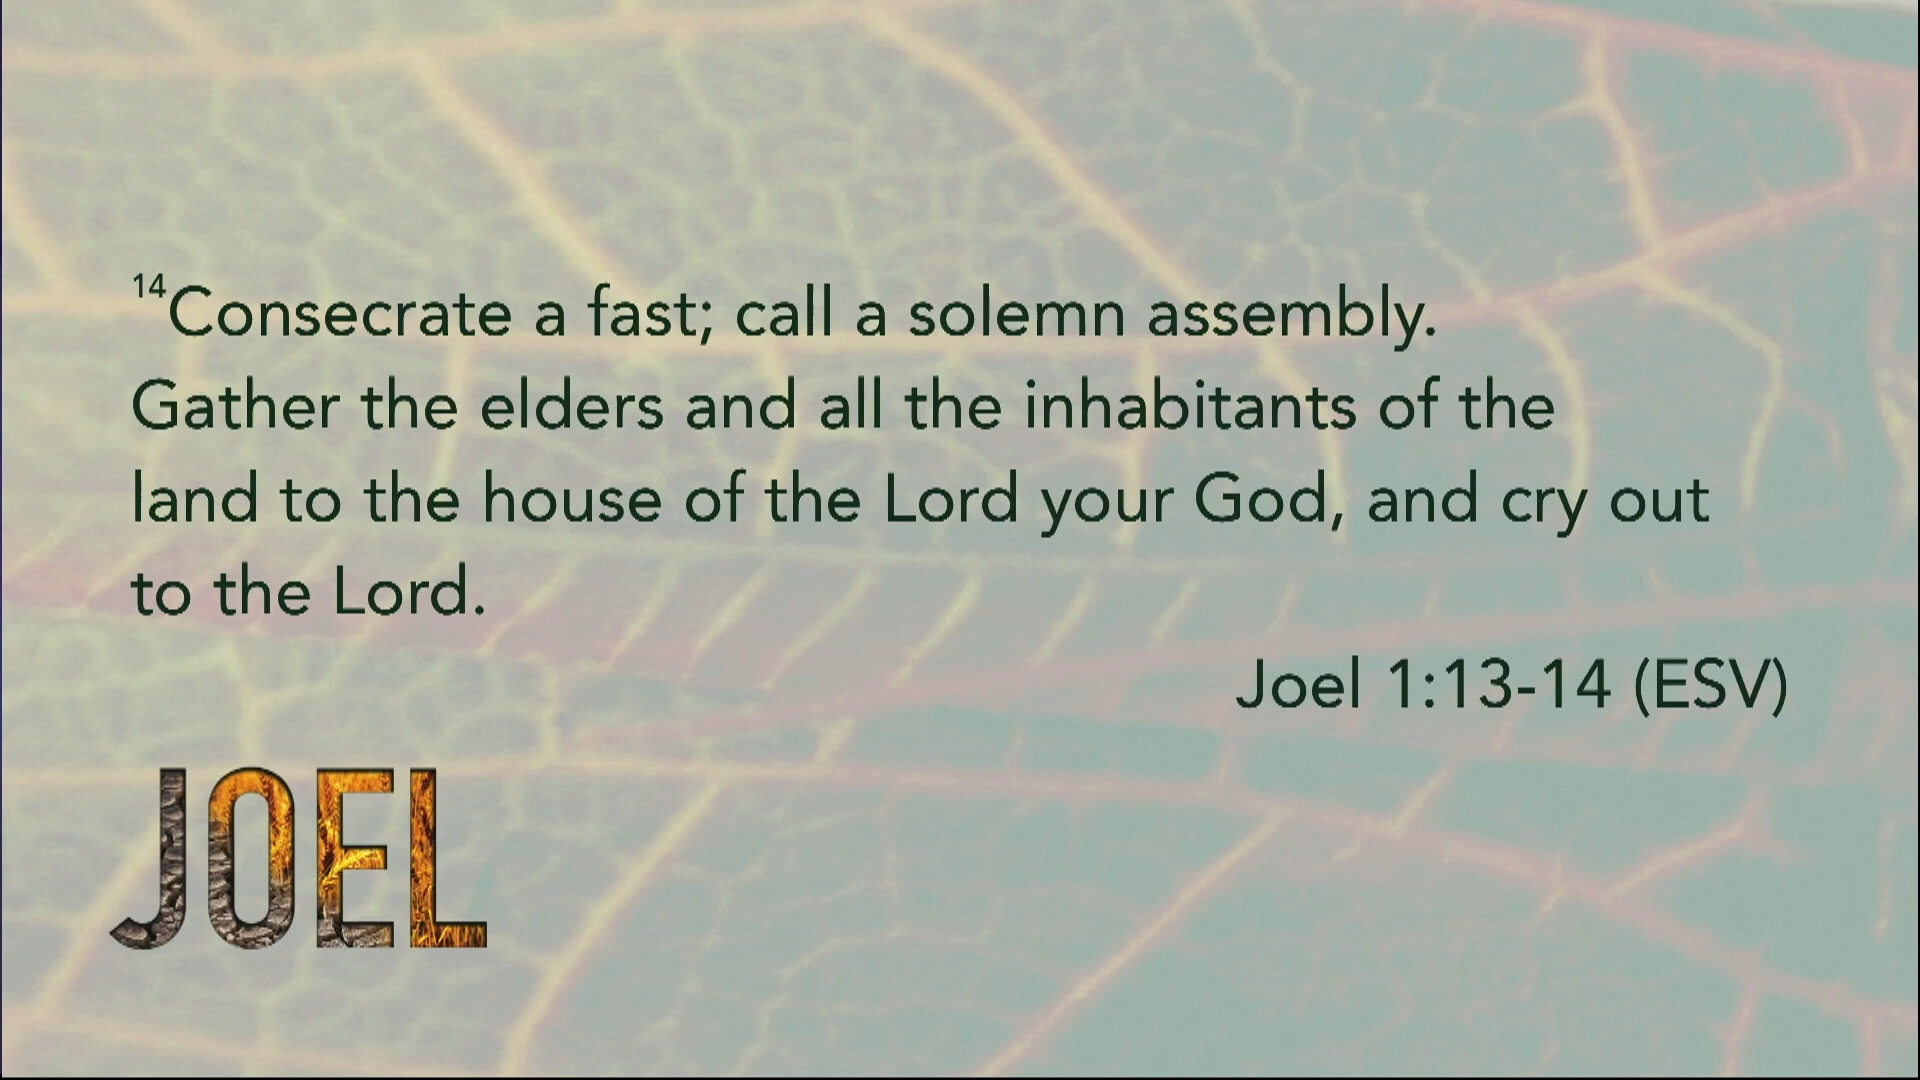 14Consecrate a fast; call a solemn assembly.
Gather the elders and all the inhabitants of the
land to the house of the Lord your God, and cry out
to the Lord.
Joel 1:13-14 (ESV)
JOEL